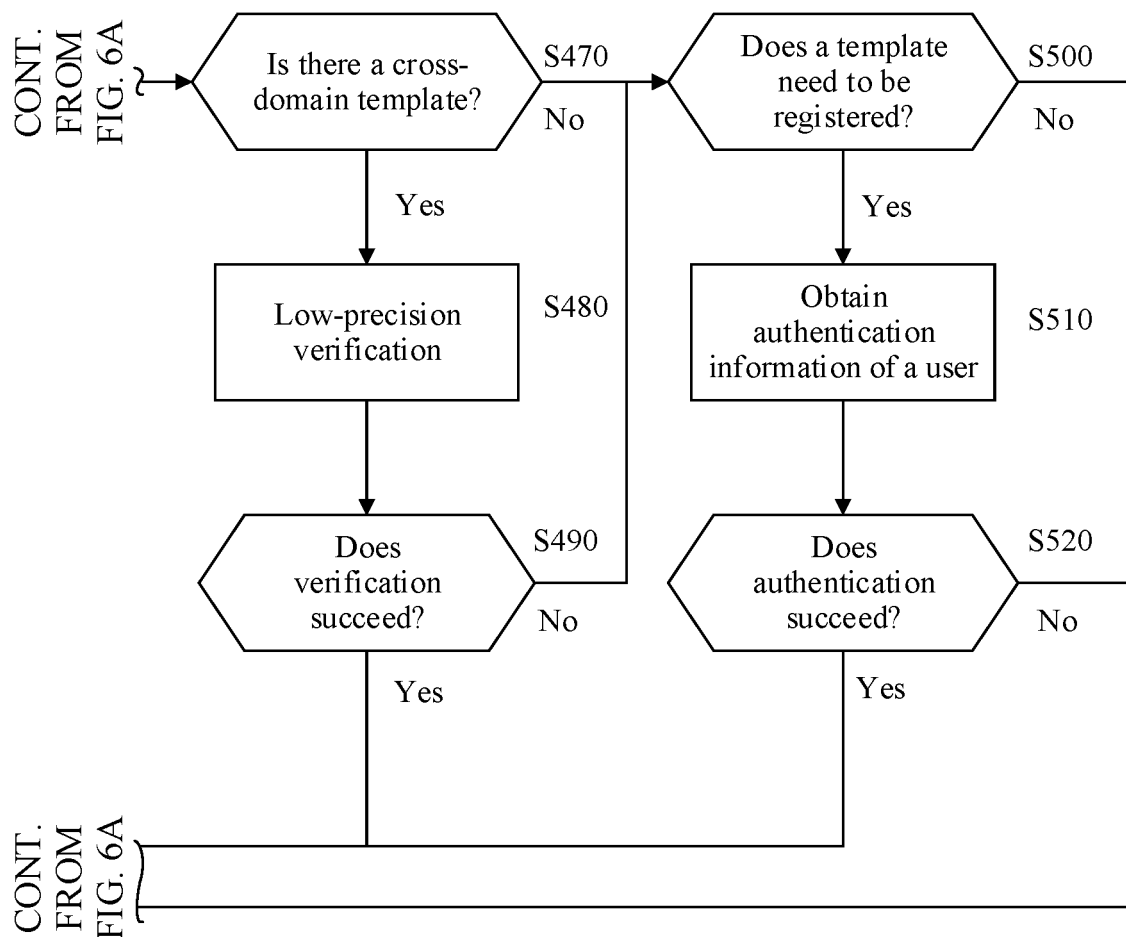 CONT.
FROM
FIG. 6A
Is there a cross-
domain template?
S470
No
Does a template
need to be
registered?
S500
No
Yes
Yes
Low-precision
verification
S480
Obtain
authentication
information of a user
S510
Does
verification
succeed?
S490
No
Does
authentication
succeed?
S520
No
Yes
Yes
CONT.
FROM
FIG. 6A